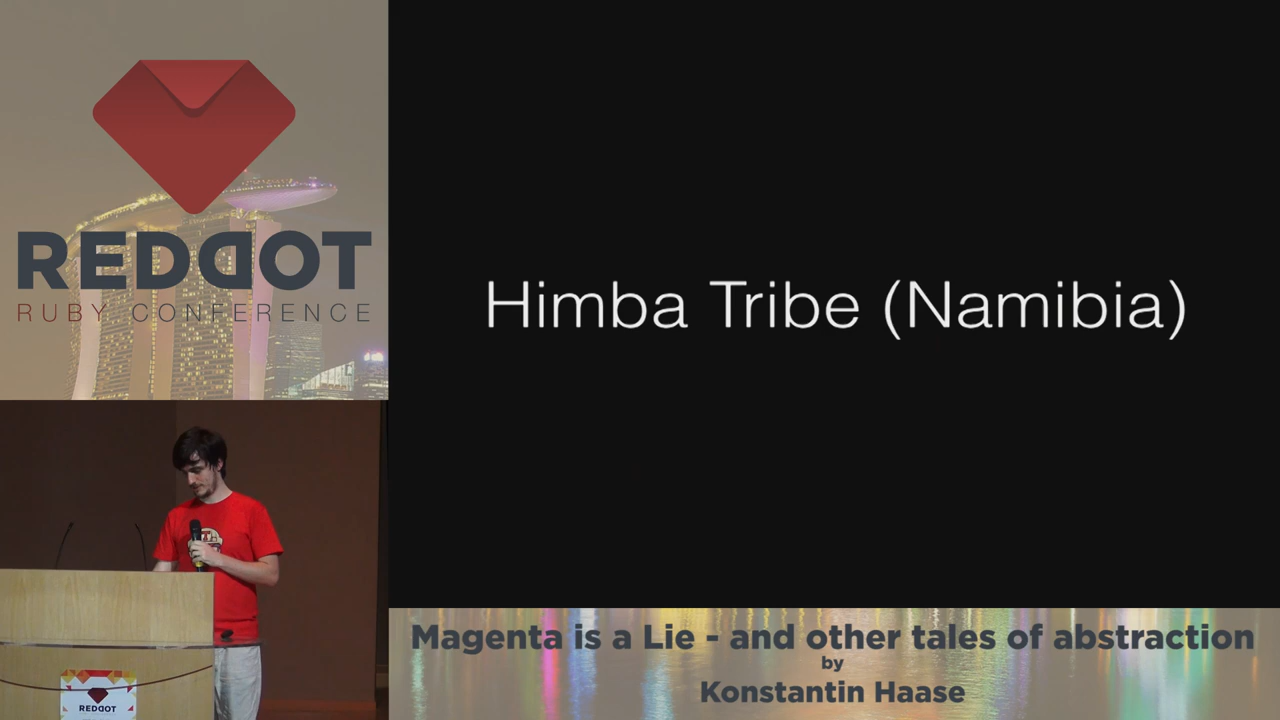 REDDOT
RUBY CONFERENCE
Himba Tribe (Namibia)
REDDOT
Magenta is a Lie - and other tales of abstraction
by
Konstantin Haase